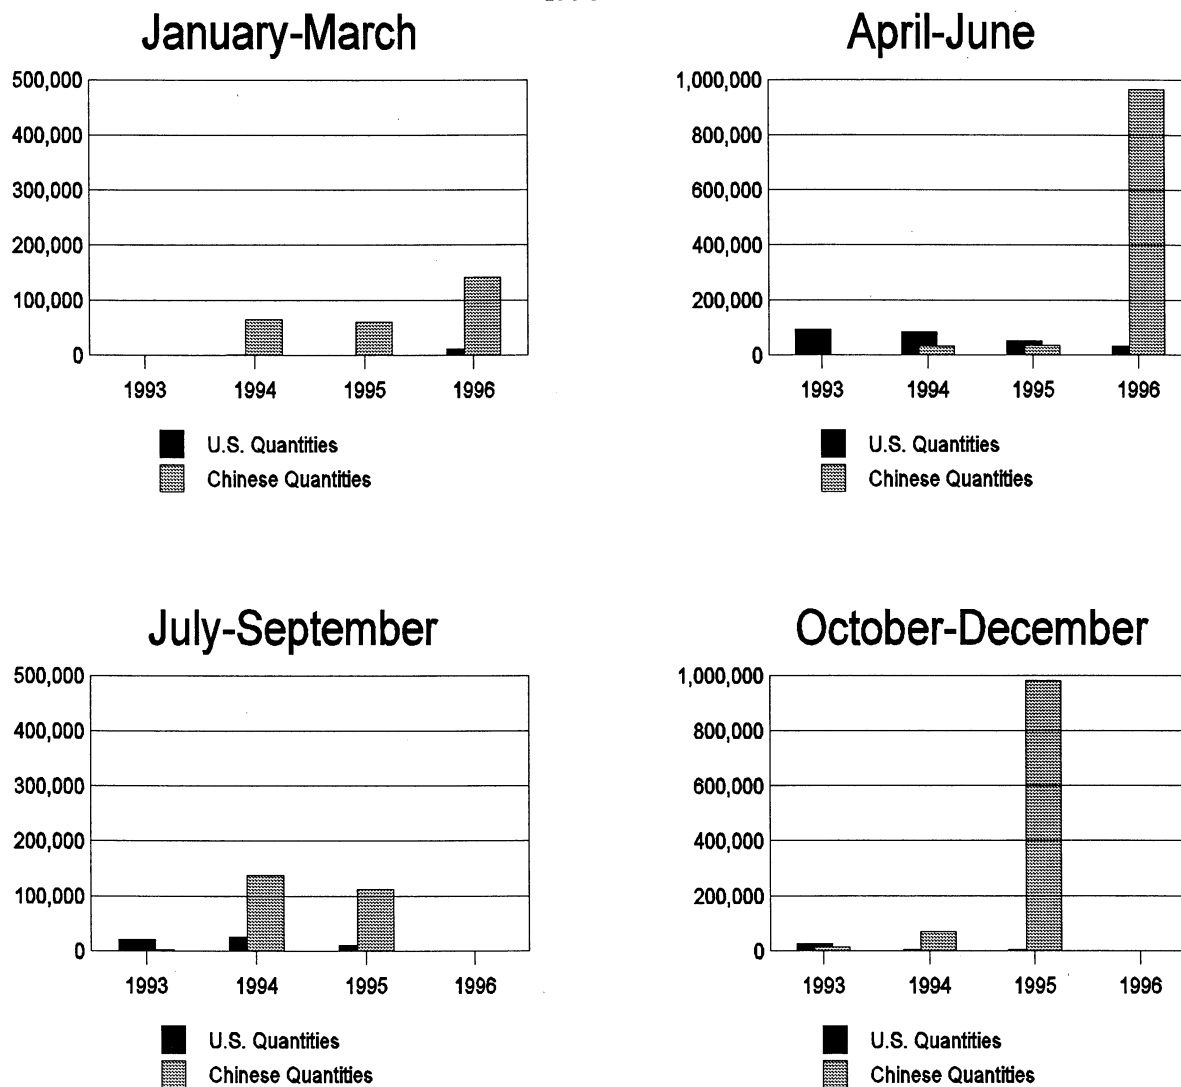 January-March
500,000
400,000
300,000
200,000
100,000
0
1993 1994 1995 1996
U.S. Quantities
Chinese Quantities
April-June
1,000,000
800,000
600,000
400,000
200,000
0
1993 1994 1995 1996
U.S. Quantities
Chinese Quantities
July-September
500,000
400,000
300,000
200,000
100,000
0
1993 1994 1995 1996
U.S. Quantities
Chinese Quantities
October-December
1,000,000
800,000
600,000
400,000
200,000
0
1993 1994 1995 1996
U.S. Quantities
Chinese Quantities